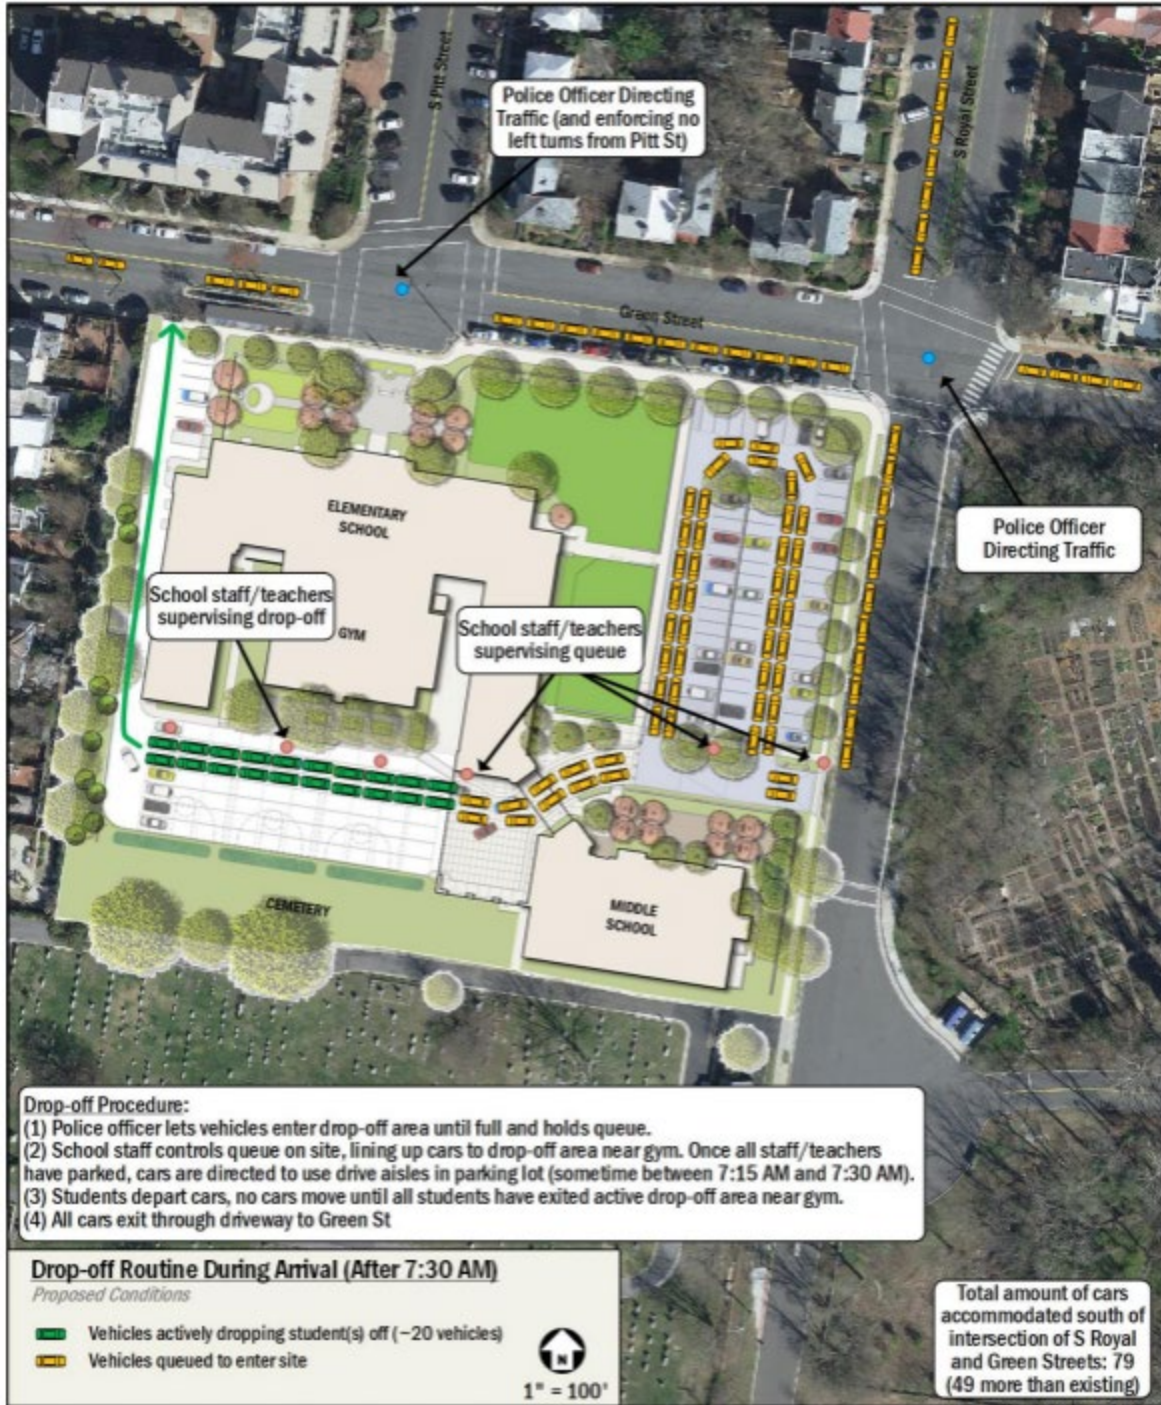 S Pitt Street
S Royal Street
Police Officer Directing
Traffic (and enforcing no
left turns from Pitt St)
Green Street
Police Officer
Directing Traffic
ELEMENTARY
SCHOOL
School staff/teachers
supervising drop-off
GYM
School staff/teachers
supervising queue
MIDDLE
SCHOOL
CEMETERY
Drop-off Procedure:
(1) Police officer lets vehicles enter drop-off area until full and holds queue.
(2) School staff controls queue on site, lining up cars to drop-off area near gym. Once all staff/teachers
have parked, cars are directed to use drive aisles in parking lot (sometime between 7:15 AM and 7:30 AM).
(3) Students depart cars, no cars move until all students have exited active drop-off area near gym.
(4) All cars exit through driveway to Green St
Drop-off Routine During Arrival (After 7:30 AM)
Proposed Conditions
Vehicles actively dropping student(s) off (~20 vehicles)
Vehicles queued to enter site
N
1" = 100'
Total amount of cars
accommodated south of
intersection of S Royal
and Green Streets: 79
(49 more than existing)